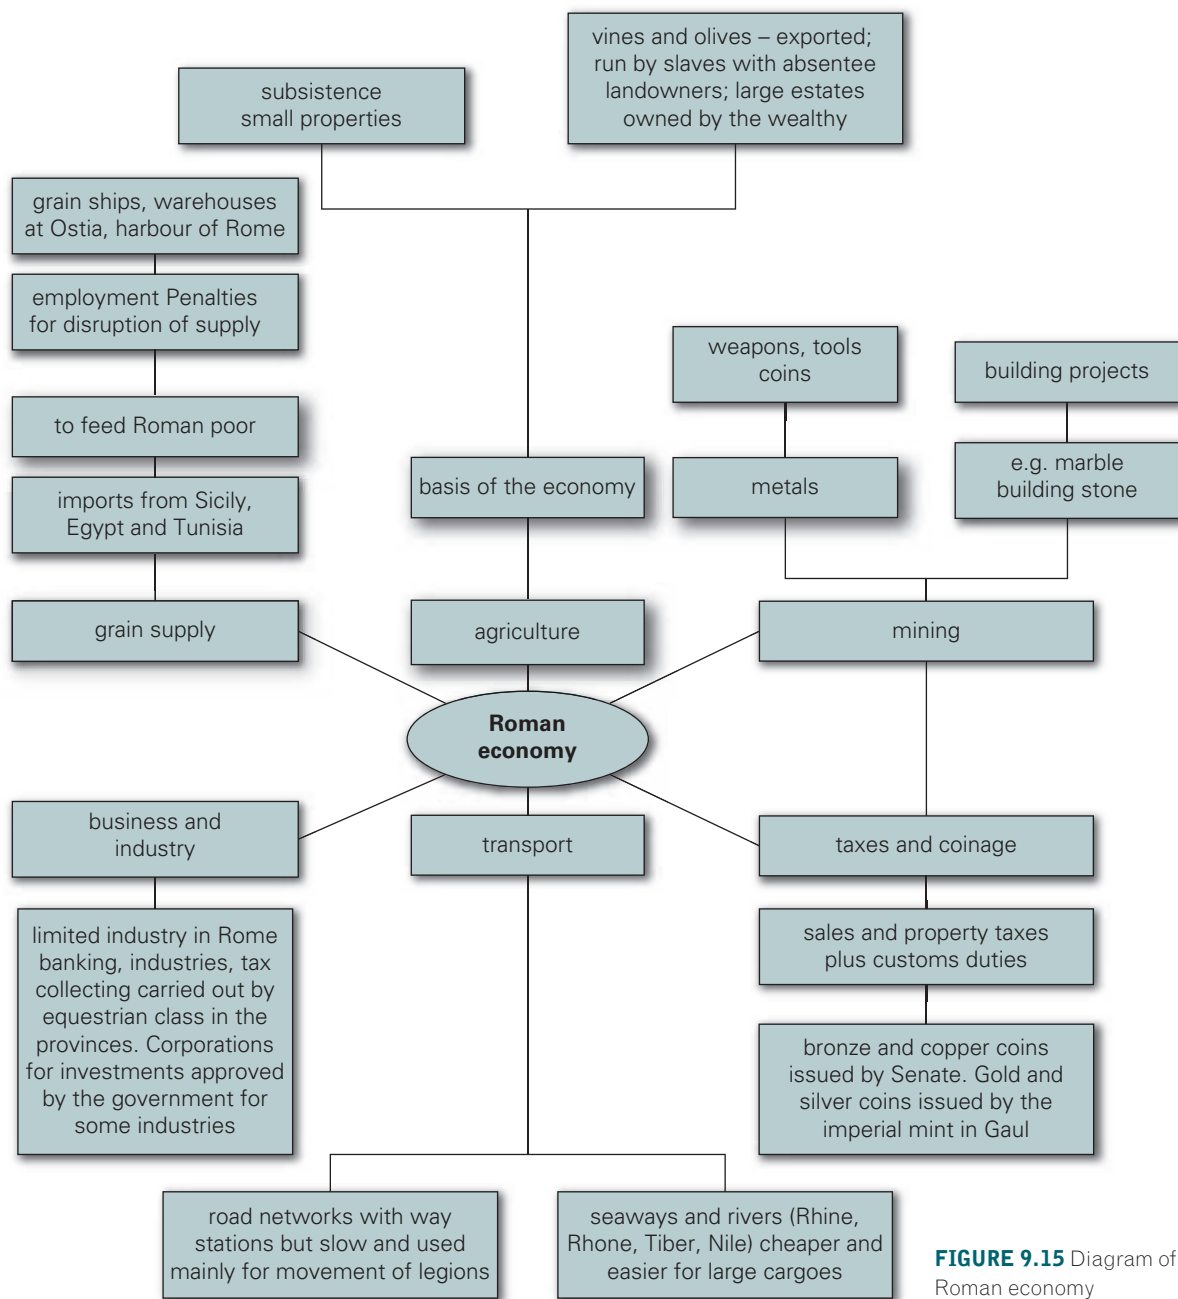 subsistence
small properties
vines and olives – exported;
run by slaves with absentee
landowners; large estates
owned by the wealthy
grain ships, warehouses
at Ostia, harbour of Rome
employment Penalties
for disruption of supply
to feed Roman poor
imports from Sicily,
Egypt and Tunisia
grain supply
basis of the economy
agriculture
weapons, tools
coins
metals
building projects
e.g. marble
building stone
mining
Roman
economy
business and
industry
limited industry in Rome
banking, industries, tax
collecting carried out by
equestrian class in the
provinces. Corporations
for investments approved
by the government for
some industries
transport
road networks with way
stations but slow and used
mainly for movement of legions
seaways and rivers (Rhine,
Rhone, Tiber, Nile) cheaper and
easier for large cargoes
taxes and coinage
sales and property taxes
plus customs duties
bronze and copper coins
issued by Senate. Gold and
silver coins issued by the
imperial mint in Gaul
FIGURE 9.15 Diagram of
Roman economy